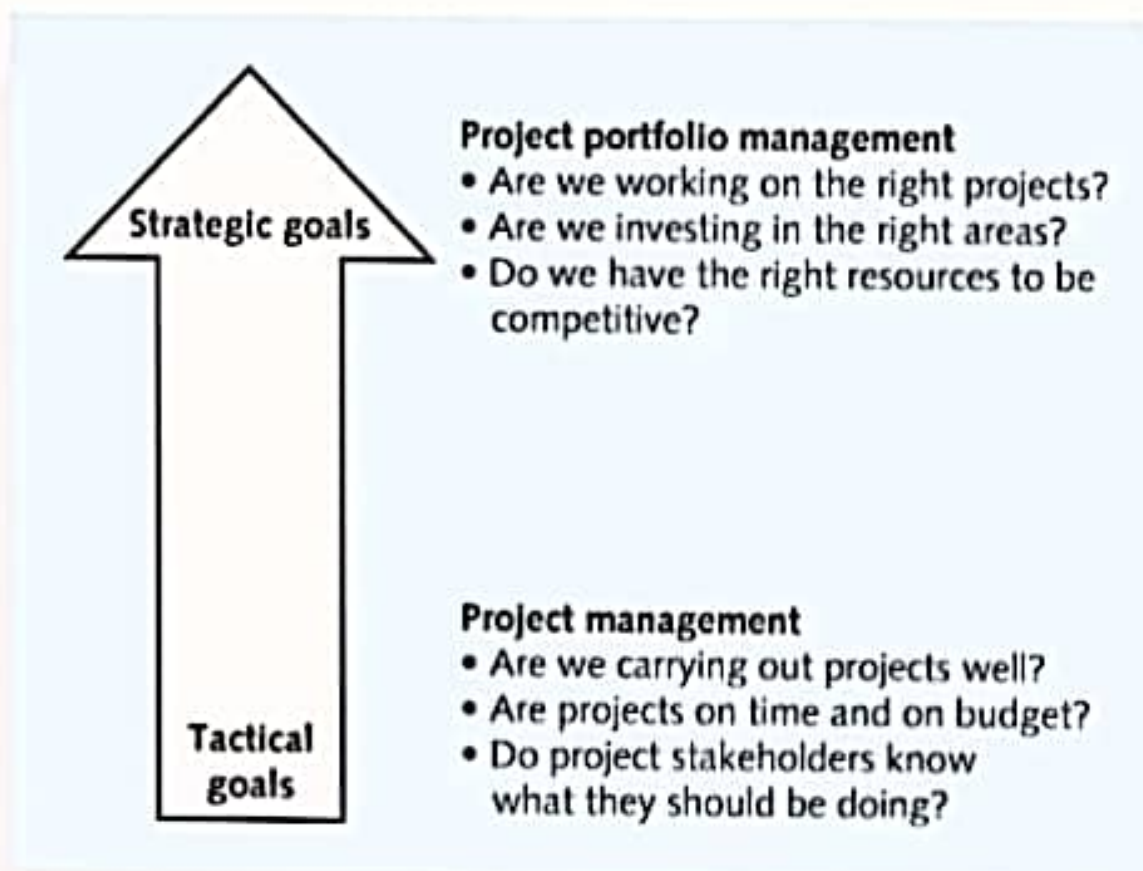 Strategic goals
Project portfolio management
• Are we working on the right projects?
• Are we investing in the right areas?
• Do we have the right resources to be
competitive?
Tactical
goals
Project management
• Are we carrying out projects well?
• Are projects on time and on budget?
• Do project stakeholders know
what they should be doing?